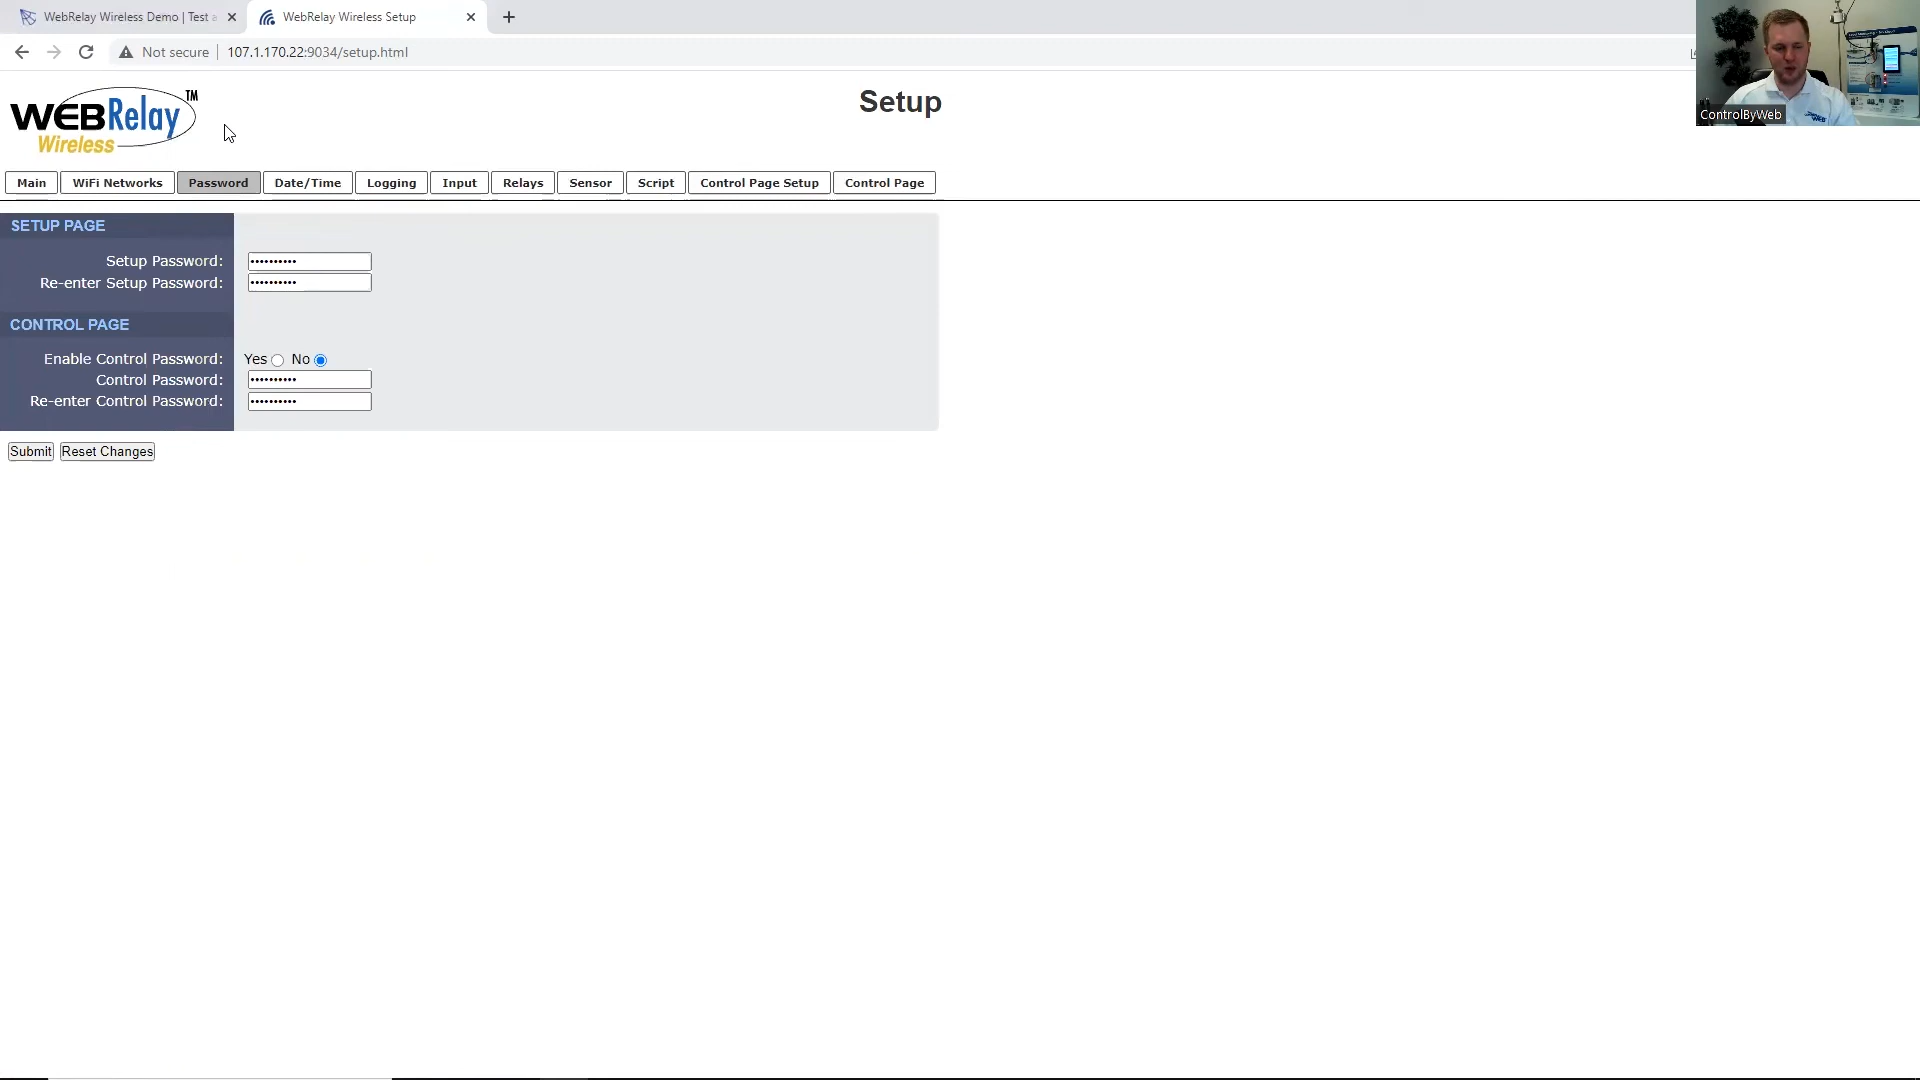 WebRelay Wireless Demo | Test a
WebRelay Wireless Setup
Not secure
107.1.170.22:9034/setup.html
WEBRelay™
Wireless
Setup
ControlByWeb
Main
WiFi Networks
Password
Date/Time
Logging
Input
Relays
Sensor
Script
Control Page Setup
Control Page
SETUP PAGE
Setup Password: ••••••••••
Re-enter Setup Password: ••••••••••
CONTROL PAGE
Enable Control Password: Yes No
Control Password: ••••••••••
Re-enter Control Password: ••••••••••
Submit
Reset Changes